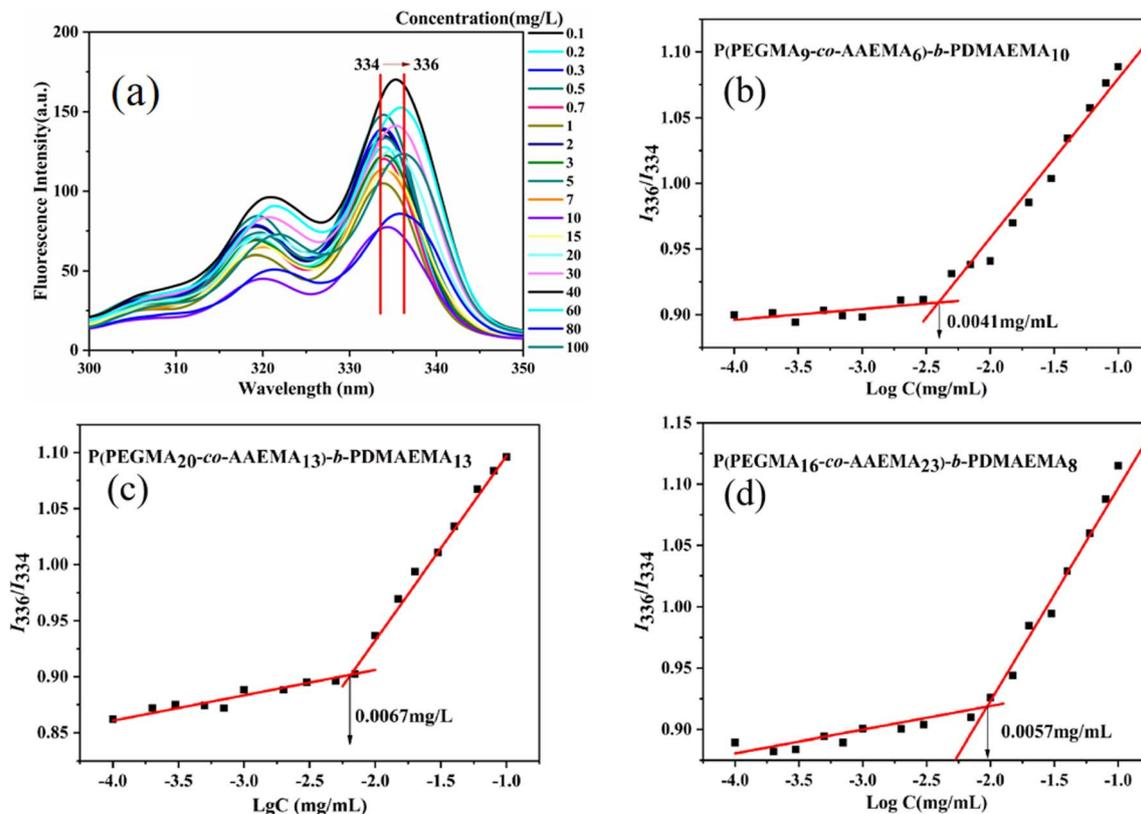 Concentration(mg/L)
(a)
334
336
0.1
0.2
0.3
0.5
0.7
1
2
3
5
7
10
15
20
30
40
60
80
100
200
150
100
50
0
Fluorescence Intensity(a.u.)
300 310 320 330 340 350
Wavelength (nm)
(b)
P(PEGMA9-co-AAEMA6)-b-PDMAEMA10
1.10
1.05
1.00
0.95
0.90
I336/I334
0.0041mg/mL
-4.0 -3.5 -3.0 -2.5 -2.0 -1.5 -1.0
Log C(mg/mL)
P(PEGMA20-co-AAEMA13)-b-PDMAEMA13
(c)
1.10
1.05
1.00
0.95
0.90
0.85
I336/I334
0.0067mg/L
-4.0 -3.5 -3.0 -2.5 -2.0 -1.5 -1.0
LgC (mg/mL)
P(PEGMA16-co-AAEMA23)-b-PDMAEMA8
(d)
1.15
1.10
1.05
1.00
0.95
0.90
I336/I334
0.0057mg/mL
-4.0 -3.5 -3.0 -2.5 -2.0 -1.5 -1.0
Log C(mg/mL)